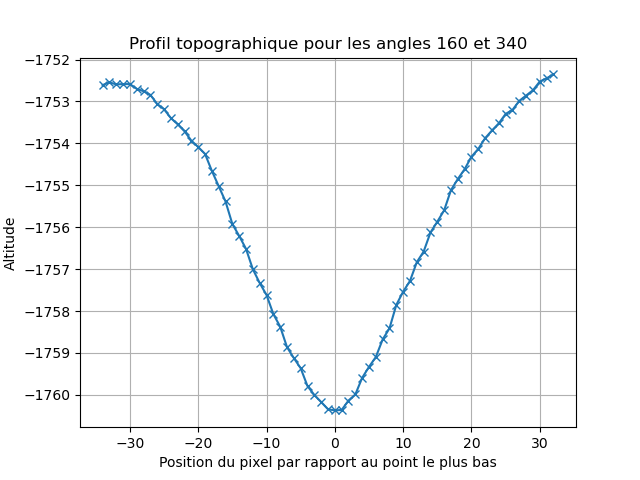 Profil topographique pour les angles 160 et 340
Altitude
−1752
−1753
−1754
−1755
−1756
−1757
−1758
−1759
−1760
−30 −20 −10 0 10 20 30
Position du pixel par rapport au point le plus bas